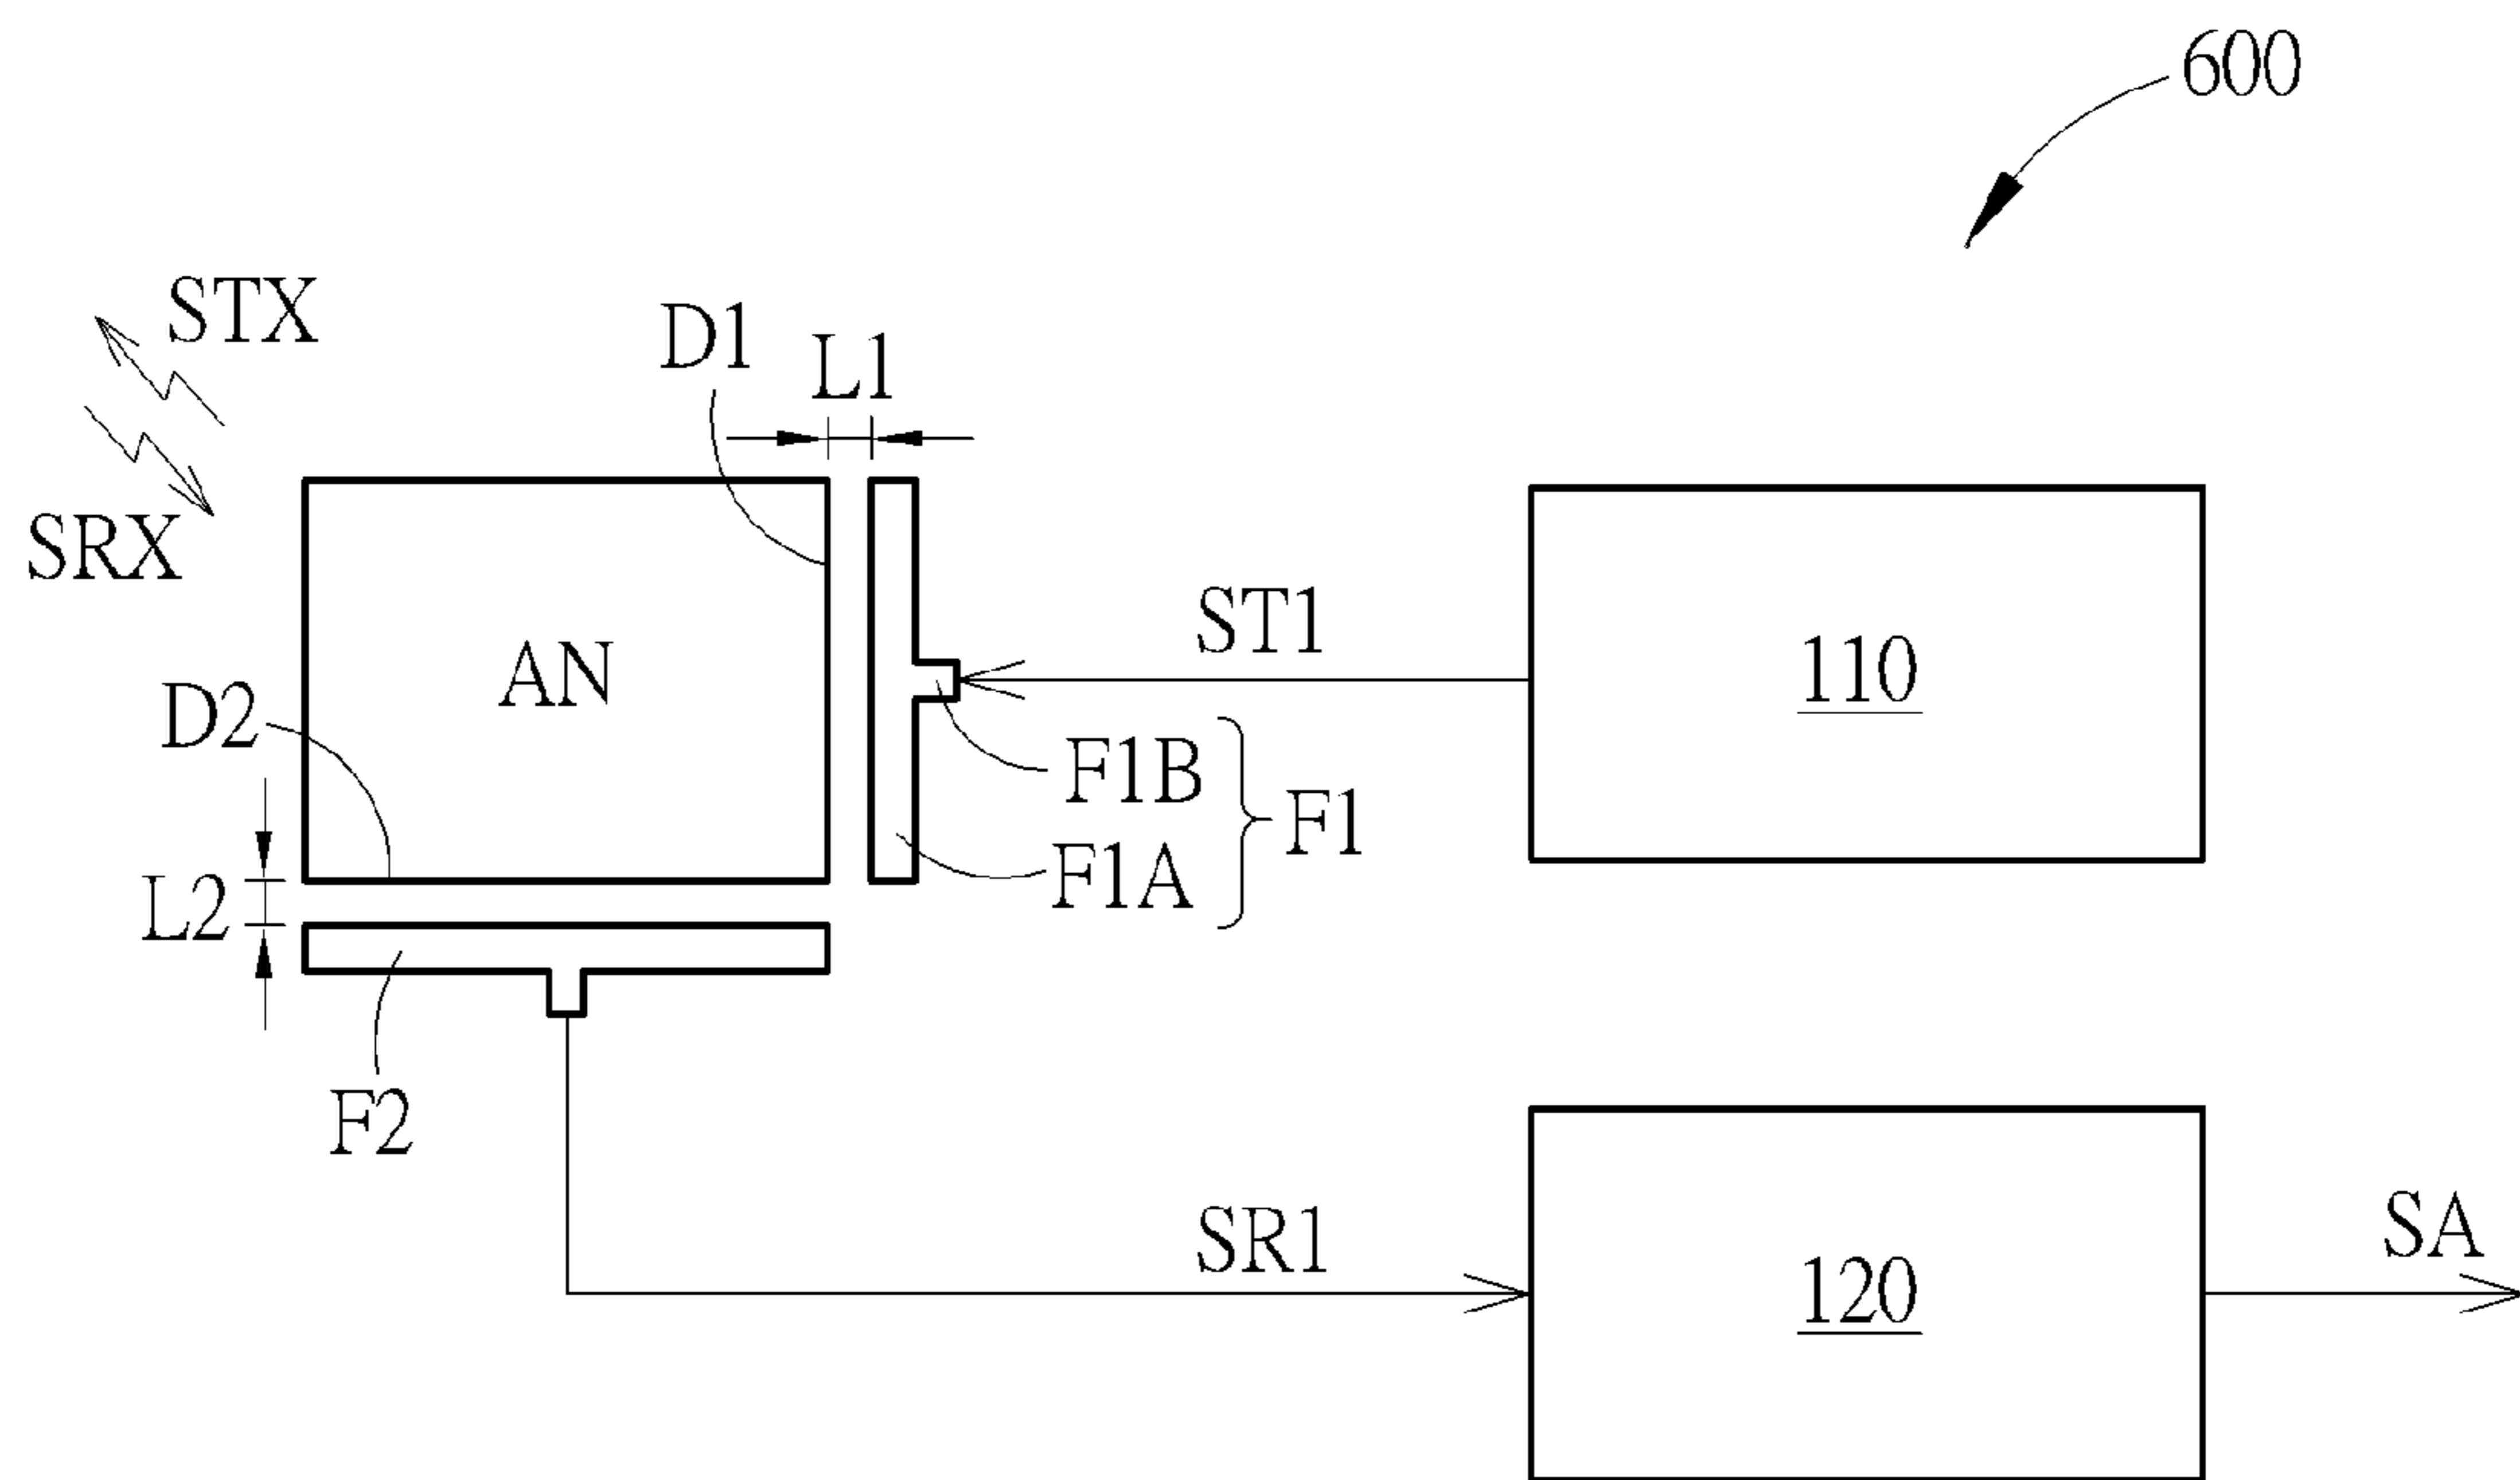 600
STX
D1
L1
SRX
ST1
110
AN
D2
F1B
F1
F1A
L2
F2
SR1
SA
120